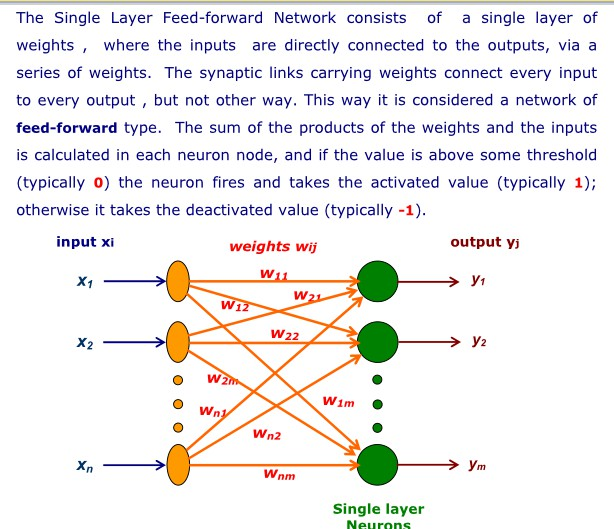 The Single Layer Feed-forward Network consists of a single layer of
weights , where the inputs are directly connected to the outputs, via a
series of weights. The synaptic links carrying weights connect every input
to every output , but not other way. This way it is considered a network of
feed-forward type. The sum of the products of the weights and the inputs
is calculated in each neuron node, and if the value is above some threshold
(typically 0) the neuron fires and takes the activated value (typically 1);
otherwise it takes the deactivated value (typically -1).
input xi
weights wij
output yj
x1
w11
y1
w21
w12
x2
w22
y2
w2m
w1m
wn1
wn2
xn
wnm
ym
Single layer
Neurons